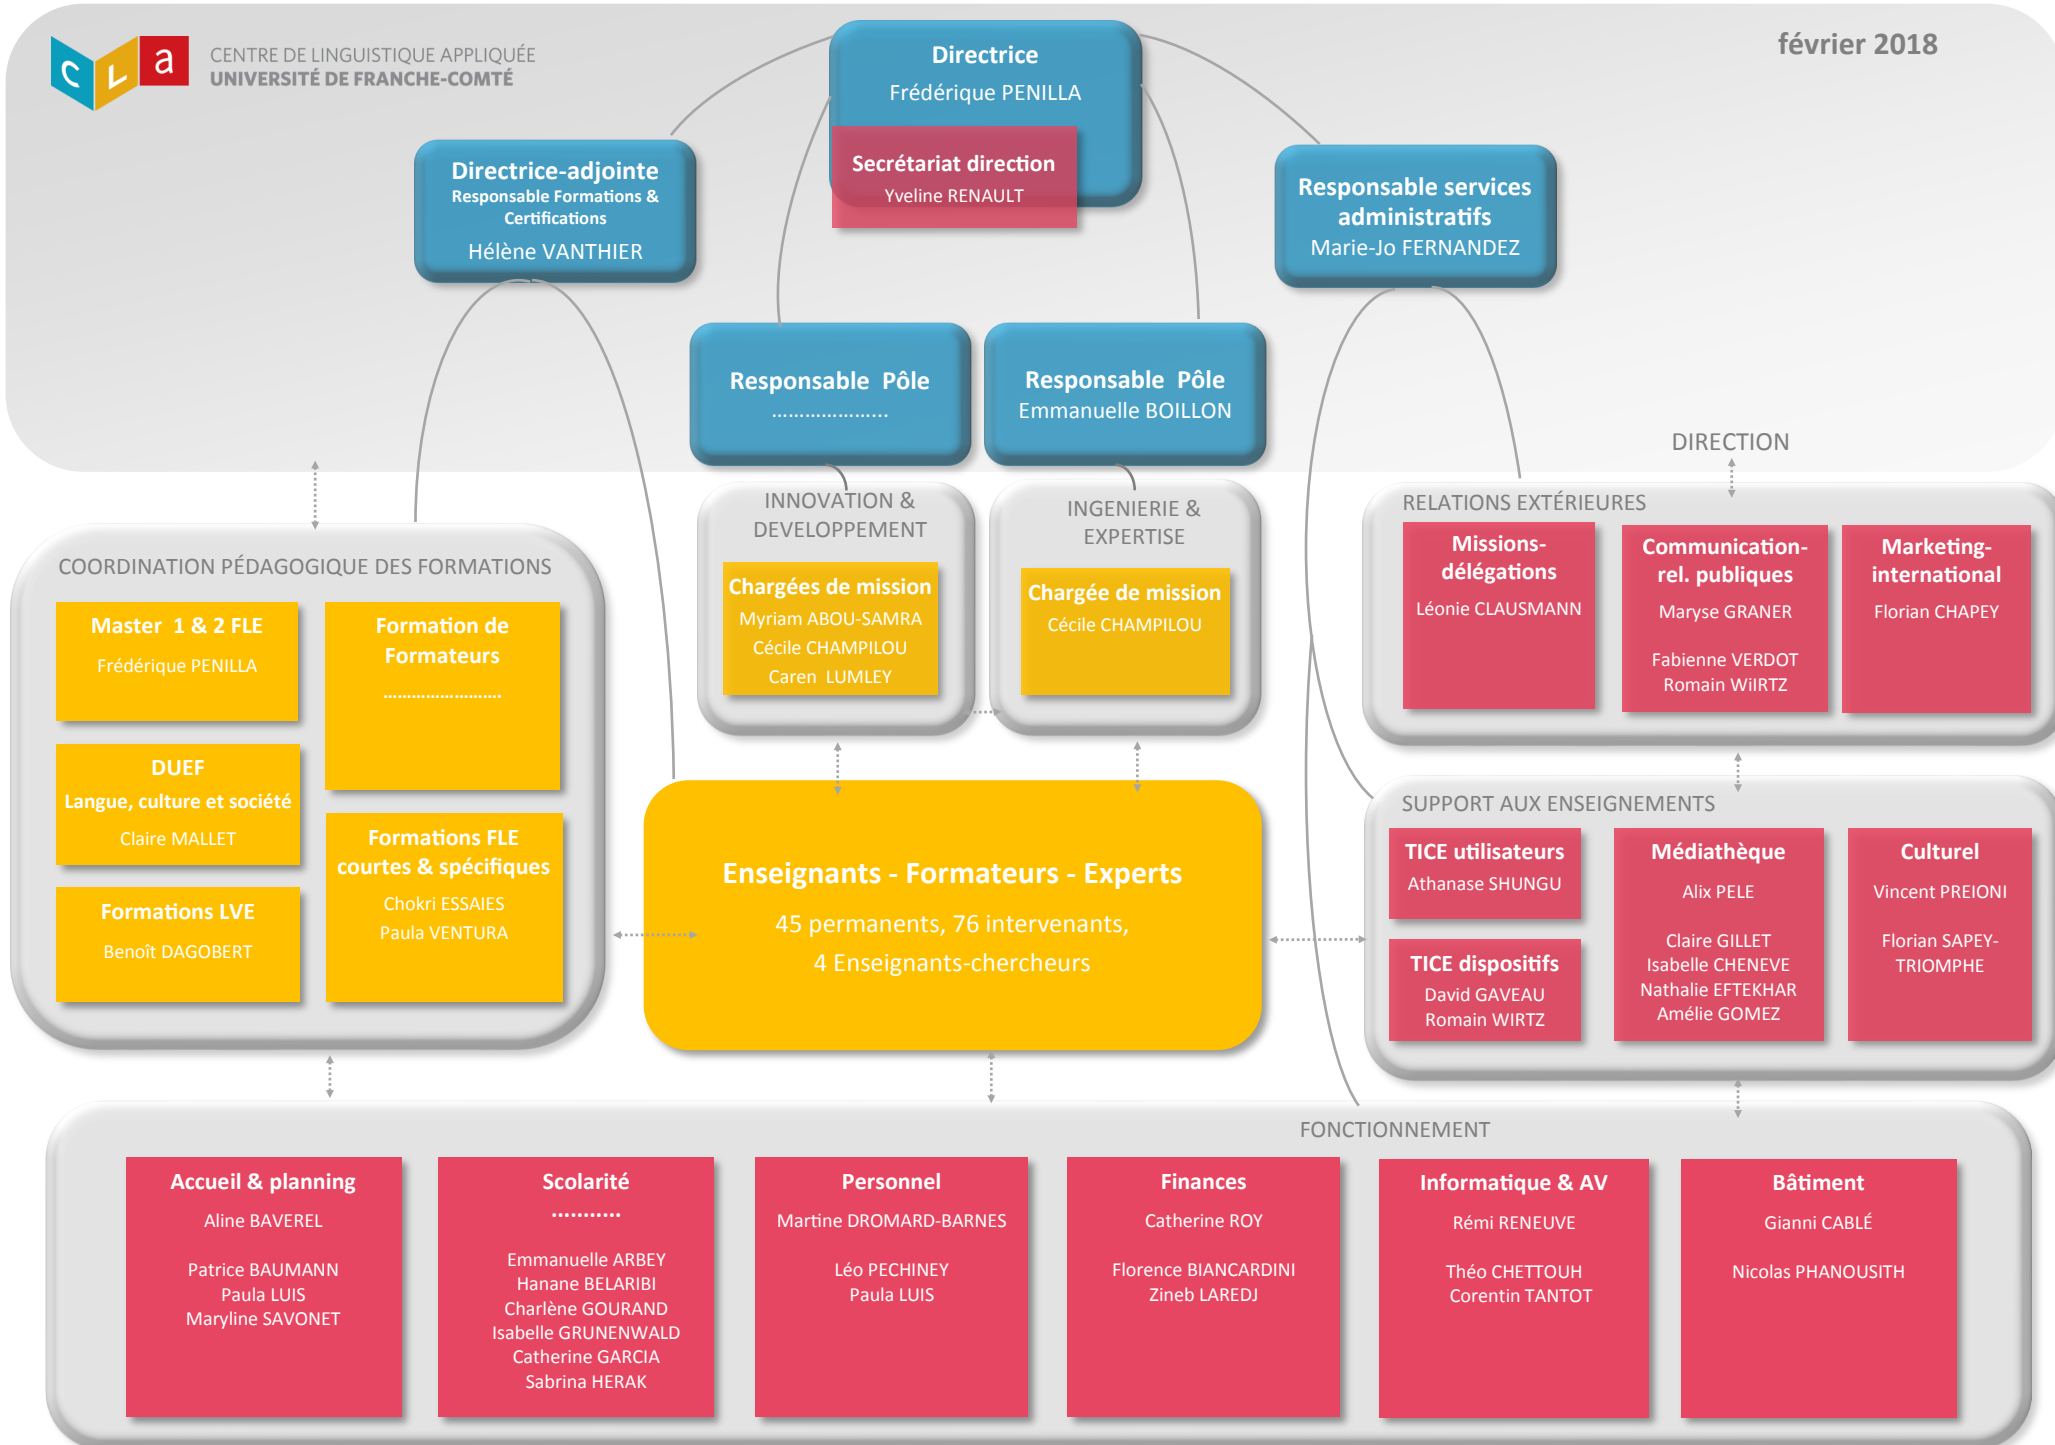 cLa
CENTRE DE LINGUISTIQUE APPLIQUÉE
UNIVERSITÉ DE FRANCHE-COMTÉ
février 2018
Directrice
Frédérique PENILLA
Secrétariat direction
Yveline RENAULT
Directrice-adjointe
Responsable Formations &
Certifications
Hélène VANTHIER
Responsable services
administratifs
Marie-Jo FERNANDEZ
Responsable Pôle
......................
Responsable Pôle
Emmanuelle BOILLON
DIRECTION
COORDINATION PÉDAGOGIQUE DES FORMATIONS
Master 1 & 2 FLE
Frédérique PENILLA
Formation de
Formateurs
..........................
DUEF
Langue, culture et société
Claire MALLET
Formations FLE
courtes & spécifiques
Chokri ESSAIES
Paula VENTURA
Formations LVE
Benoît DAGOBERT
INNOVATION &
DEVELOPPEMENT
Chargées de mission
Myriam ABOU-SAMRA
Cécile CHAMPILOU
Caren LUMLEY
INGENIERIE &
EXPERTISE
Chargée de mission
Cécile CHAMPILOU
RELATIONS EXTÉRIEURES
Missions-
délégations
Léonie CLAUSMANN
Communication-
rel. publiques
Maryse GRANER
Fabienne VERDOT
Romain WiIRTZ
Marketing-
international
Florian CHAPEY
Enseignants - Formateurs - Experts
45 permanents, 76 intervenants,
4 Enseignants-chercheurs
SUPPORT AUX ENSEIGNEMENTS
TICE utilisateurs
Athanase SHUNGU
TICE dispositifs
David GAVEAU
Romain WIRTZ
Médiathèque
Alix PELE
Claire GILLET
Isabelle CHENEVE
Nathalie EFTEKHAR
Amélie GOMEZ
Culturel
Vincent PREIONI
Florian SAPEY-
TRIOMPHE
FONCTIONNEMENT
Accueil & planning
Aline BAVEREL
Patrice BAUMANN
Paula LUIS
Maryline SAVONET
Scolarité
...........
Emmanuelle ARBEY
Hanane BELARIBI
Charlène GOURAND
Isabelle GRUNENWALD
Catherine GARCIA
Sabrina HERAK
Personnel
Martine DROMARD-BARNES
Léo PECHINEY
Paula LUIS
Finances
Catherine ROY
Florence BIANCARDINI
Zineb LAREDJ
Informatique & AV
Rémi RENEUVE
Théo CHETTOUH
Corentin TANTOT
Bâtiment
Gianni CABLÉ
Nicolas PHANOUSITH